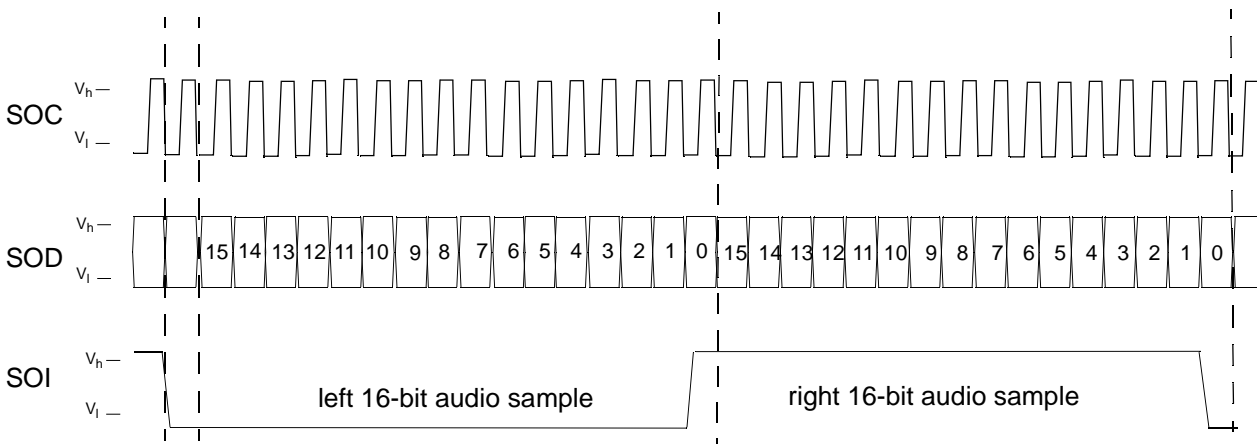 SOC
Vh
Vl
SOD
Vh
Vl
15 14 13 12 11 10 9 8 7 6 5 4 3 2 1 0 15 14 13 12 11 10 9 8 7 6 5 4 3 2 1 0
SOI
Vh
Vl
left 16-bit audio sample
right 16-bit audio sample